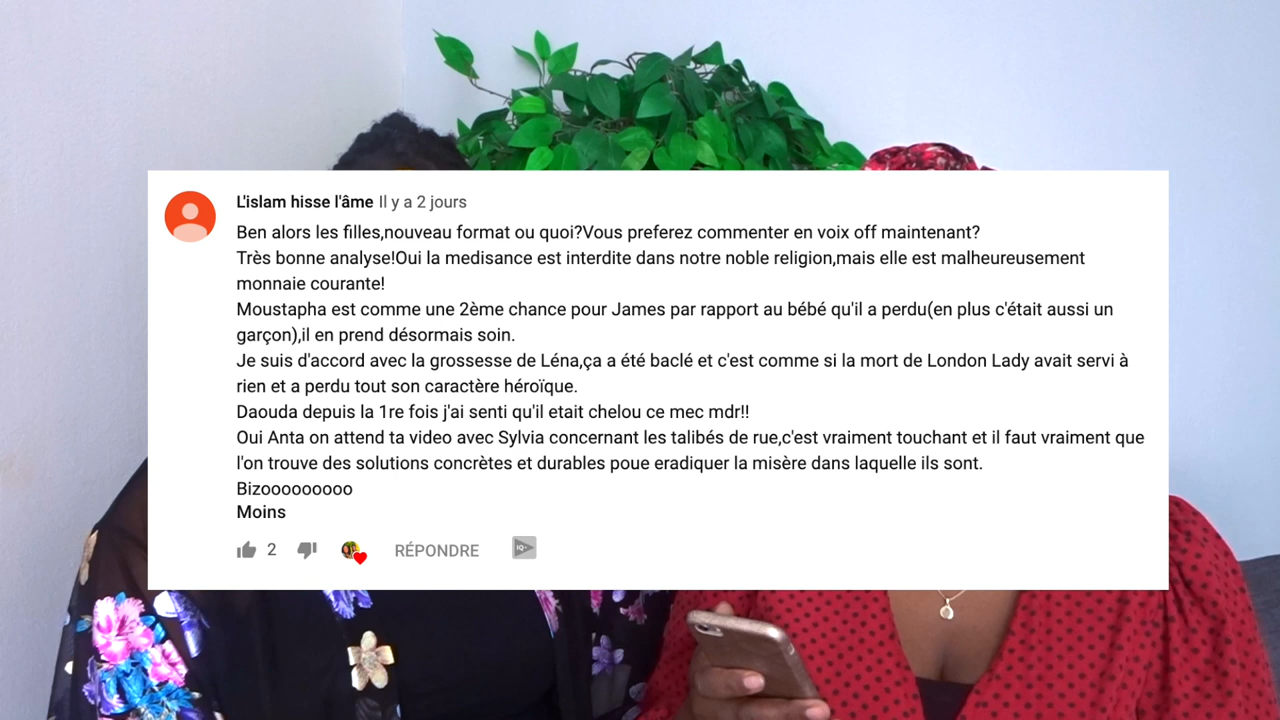 L'islam hisse l'âme Il y a 2 jours
Ben alors les filles,nouveau format ou quoi?Vous preferez commenter en voix off maintenant?
Très bonne analyse!Oui la medisance est interdite dans notre noble religion,mais elle est malheureusement
monnaie courante!
Moustapha est comme une 2ème chance pour James par rapport au bébé qu'il a perdu(en plus c'était aussi un
garçon),il en prend désormais soin.
Je suis d'accord avec la grossesse de Léna,ça a été baclé et c'est comme si la mort de London Lady avait servi à
rien et a perdu tout son caractère héroïque.
Daouda depuis la 1re fois j'ai senti qu'il etait chelou ce mec mdr!!
Oui Anta on attend ta video avec Sylvia concernant les talibés de rue,c'est vraiment touchant et il faut vraiment que
l'on trouve des solutions concrètes et durables poue eradiquer la misère dans laquelle ils sont.
Bizooooooooo
Moins
2 RÉPONDRE